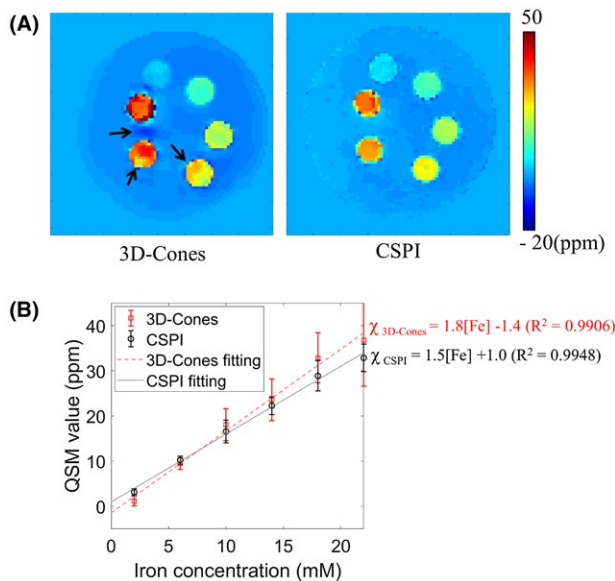 (A)
50
- 20(ppm)
3D-Cones
CSPI
(B)
3D-Cones
CSPI
3D-Cones fitting
CSPI fitting
χ 3D-Cones = 1.8[Fe] -1.4 (R² = 0.9906)
χ CSPI = 1.5[Fe] +1.0 (R² = 0.9948)
QSM value (ppm)
40
30
20
10
0
0 5 10 15 20
Iron concentration (mM)